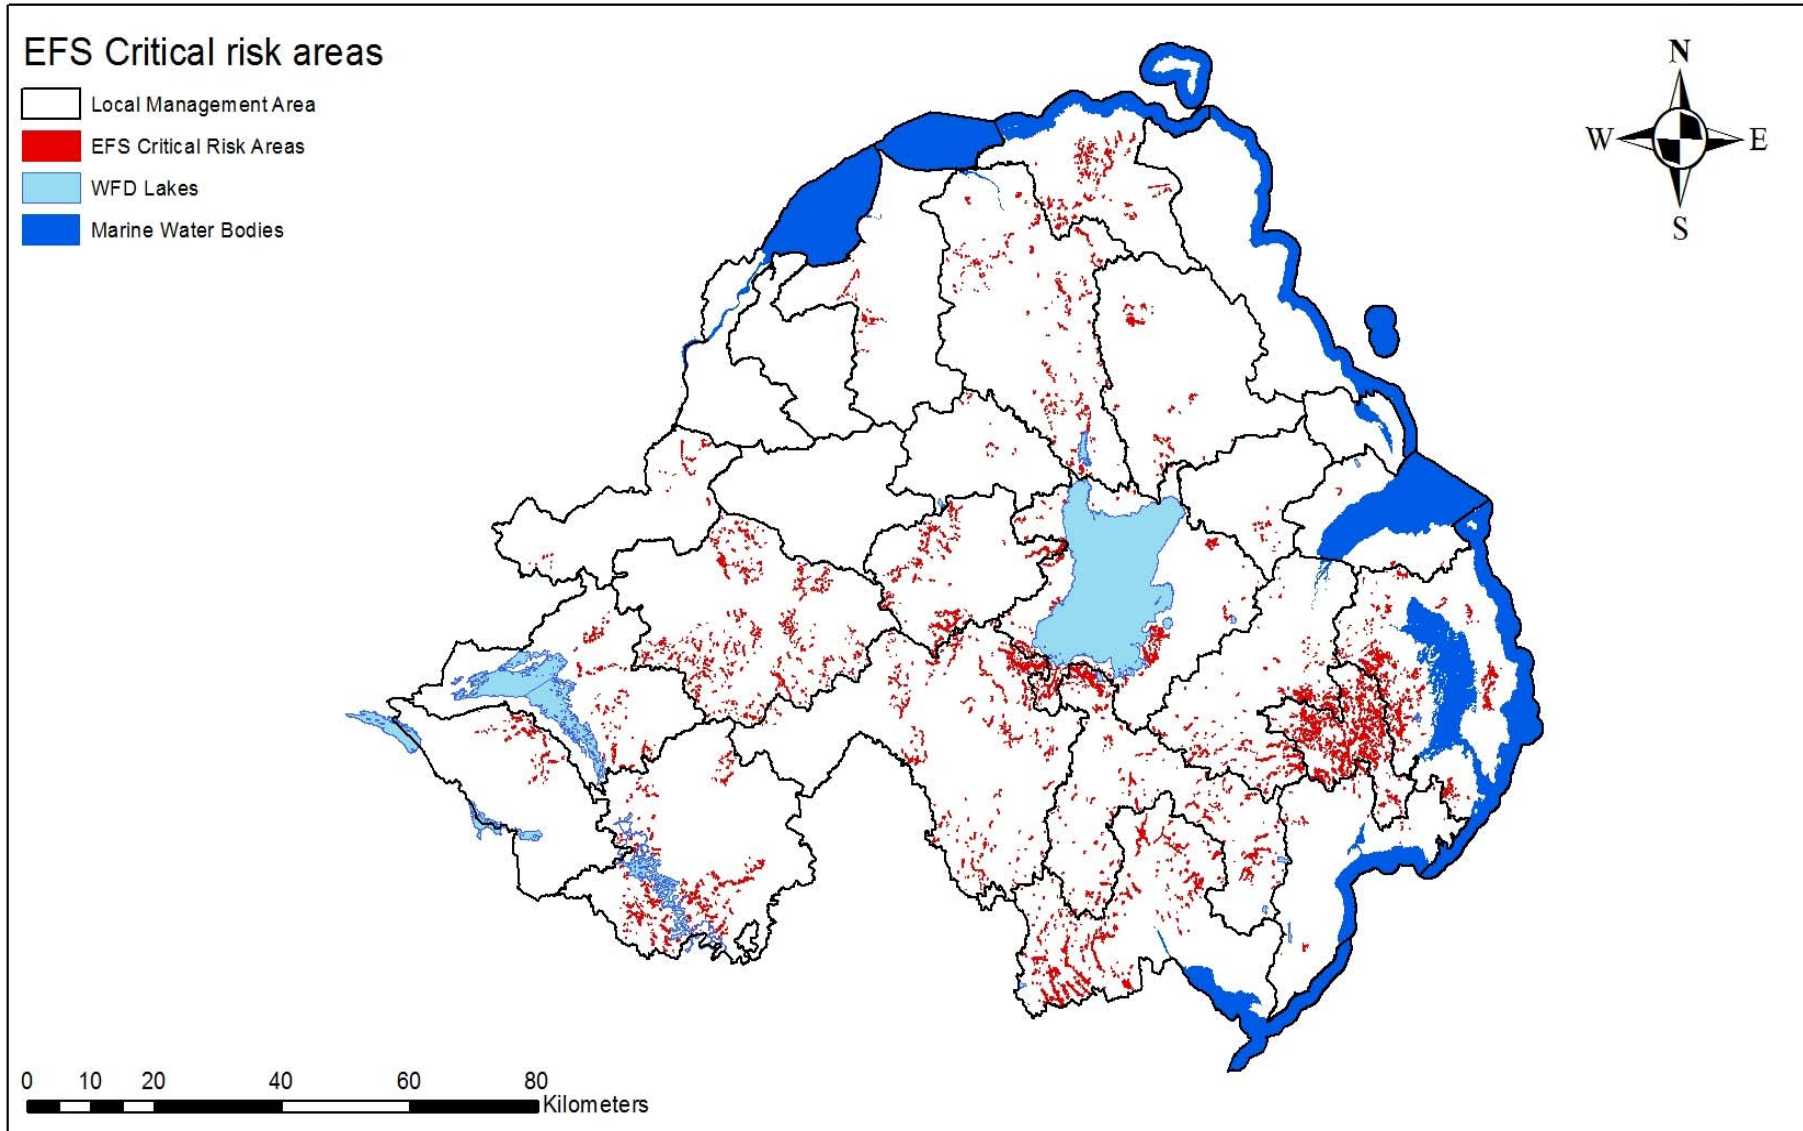 EFS Critical risk areas
Local Management Area
EFS Critical Risk Areas
WFD Lakes
Marine Water Bodies
N
W E
S
0 10 20 40 60 80
Kilometers